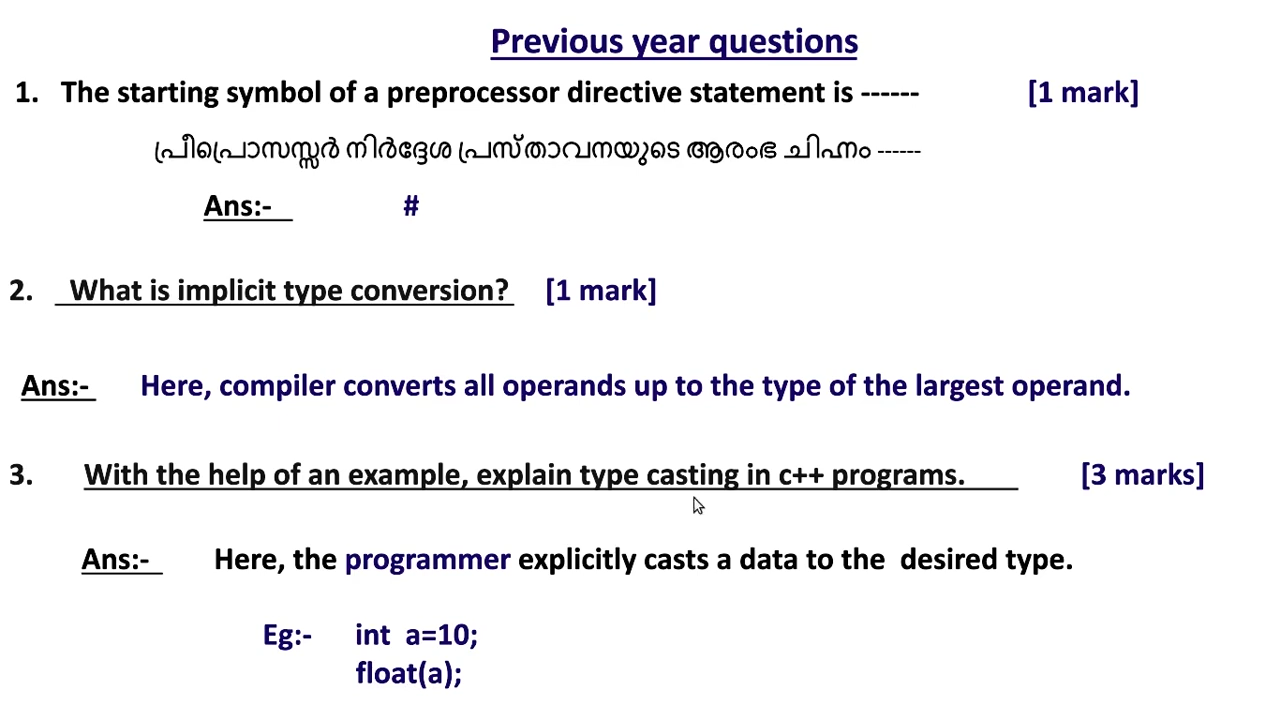 Previous year questions
1. The starting symbol of a preprocessor directive statement is ------ [1 mark]
പ്രീപ്രൊസസ്സർ നിർദ്ദേശ പ്രസ്താവനയുടെ ആരംഭ ചിഹ്നം ------
Ans:- #
2. What is implicit type conversion? [1 mark]
Ans:- Here, compiler converts all operands up to the type of the largest operand.
3. With the help of an example, explain type casting in c++ programs. [3 marks]
Ans:- Here, the programmer explicitly casts a data to the desired type.
Eg:- int a=10;
float(a);